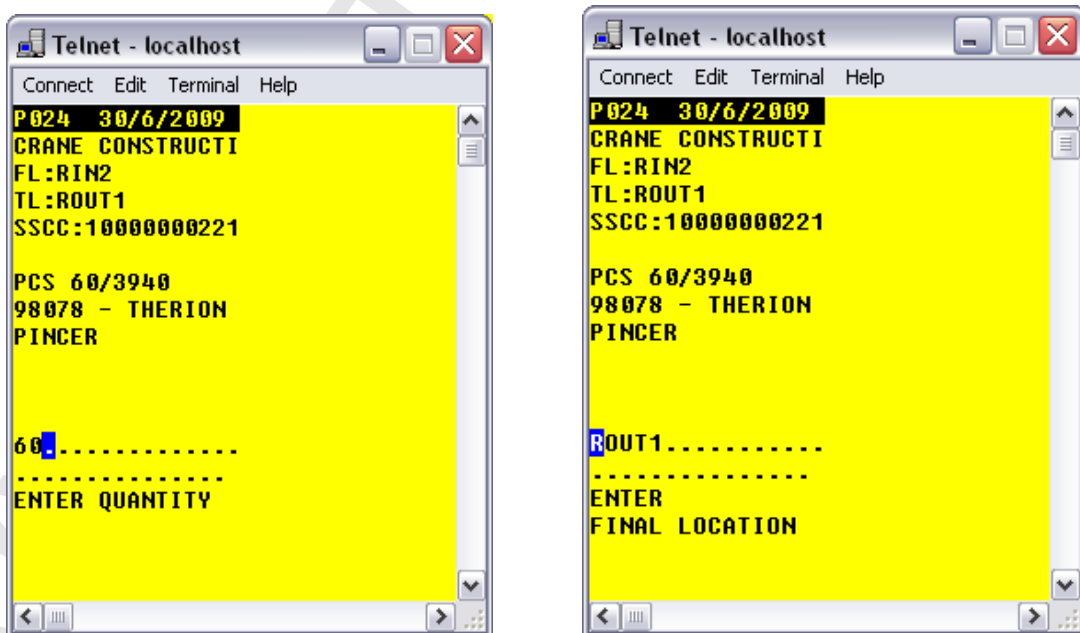 Telnet - localhost
Connect Edit Terminal Help
P024 30/6/2009
CRANE CONSTRUCTI
FL:RIN2
TL:ROUT1
SSCC:10000000221
PCS 60/3940
98078 - THERION
PINCER
60..............
...............
ENTER QUANTITY
Telnet - localhost
Connect Edit Terminal Help
P024 30/6/2009
CRANE CONSTRUCTI
FL:RIN2
TL:ROUT1
SSCC:10000000221
PCS 60/3940
98078 - THERION
PINCER
ROUT1...........
...............
ENTER
FINAL LOCATION